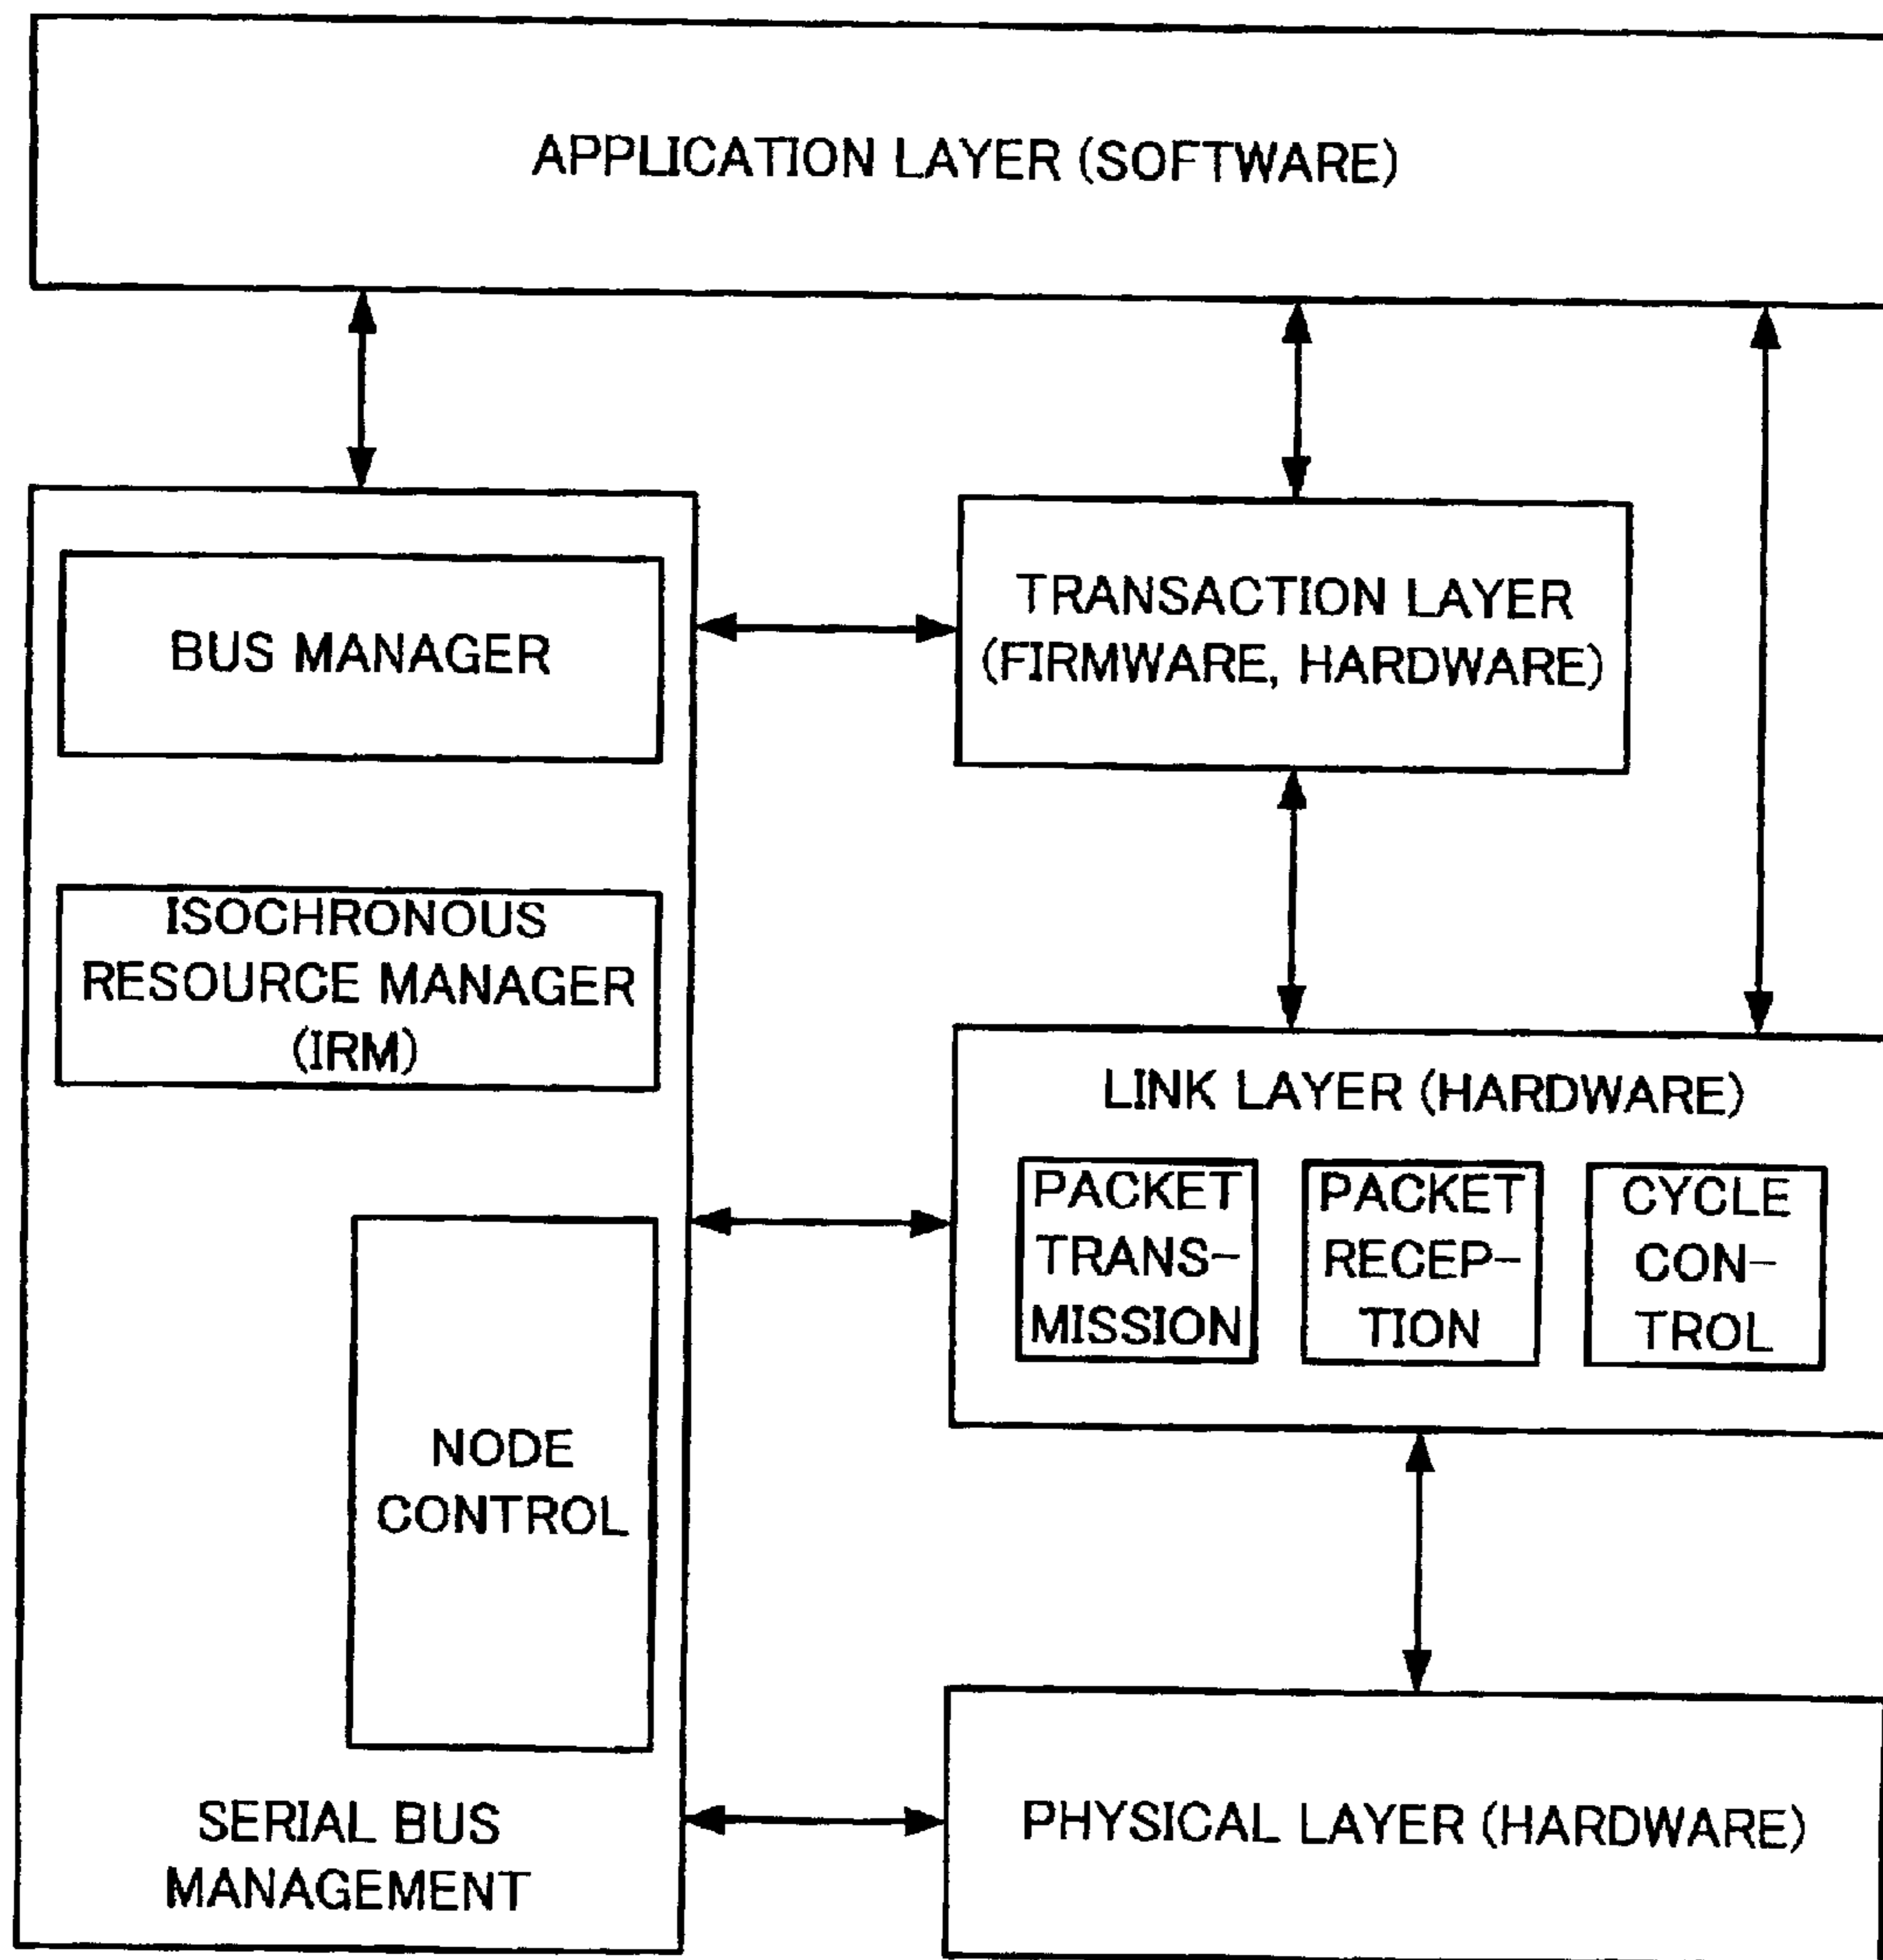 APPLICATION LAYER (SOFTWARE)
BUS MANAGER
TRANSACTION LAYER
(FIRMWARE, HARDWARE)
ISOCHRONOUS
RESOURCE MANAGER
(IRM)
LINK LAYER (HARDWARE)
PACKET
TRANS-
MISSION
PACKET
RECEP-
TION
CYCLE
CON-
TROL
NODE
CONTROL
SERIAL BUS
MANAGEMENT
PHYSICAL LAYER (HARDWARE)